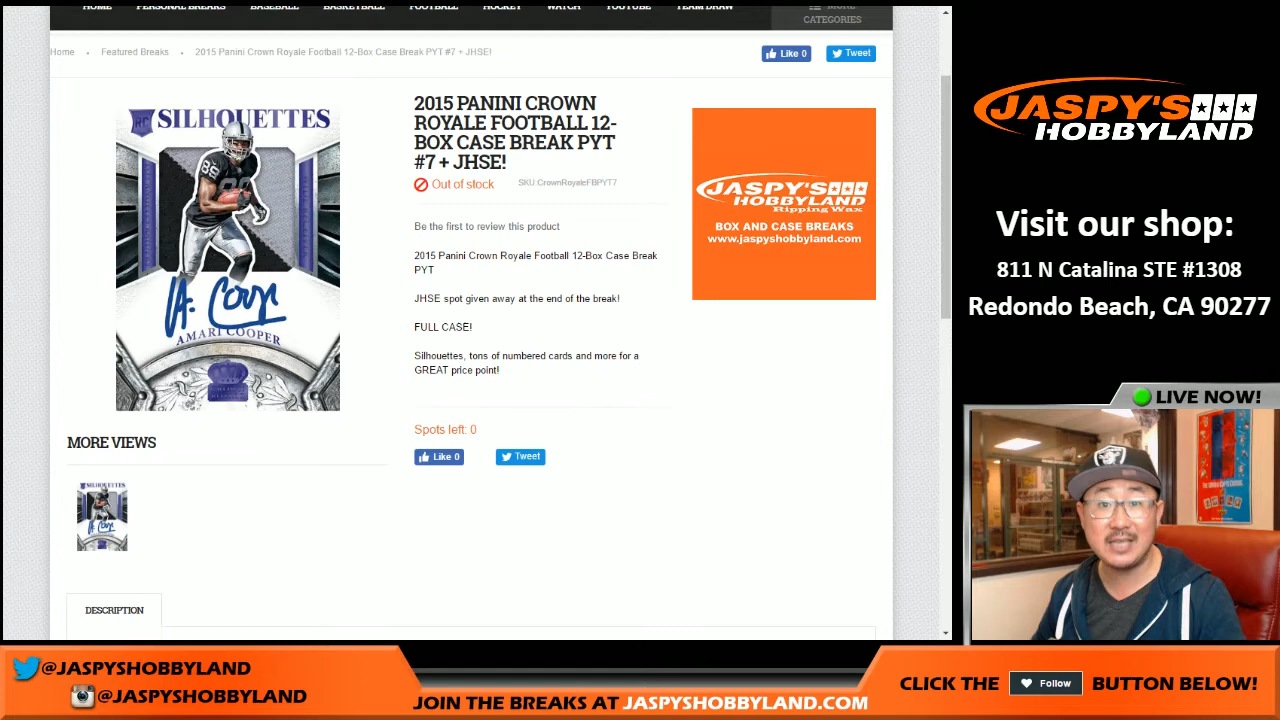 HOME
PERSONAL BREAKS
BASEBALL
BASKETBALL
FOOTBALL
HOCKEY
WATCH
YOUTUBE
TEAM DRAW
MORE
CATEGORIES
Home • Featured Breaks • 2015 Panini Crown Royale Football 12-Box Case Break PYT #7 + JHSE!
Like 0
Tweet
RC SILHOUETTES
89
A. Coop
AMARI COOPER
2015 PANINI CROWN
ROYALE FOOTBALL 12-
BOX CASE BREAK PYT
#7 + JHSE!
Out of stock
SKU:CrownRoyaleFBPYT7
Be the first to review this product
2015 Panini Crown Royale Football 12-Box Case Break
PYT
JHSE spot given away at the end of the break!
FULL CASE!
Silhouettes, tons of numbered cards and more for a
GREAT price point!
Spots left: 0
Like 0
Tweet
JASPY'S
HOBBYLAND
Ripping Wax
BOX AND CASE BREAKS
www.jaspyshobbyland.com
MORE VIEWS
SILHOUETTES
DESCRIPTION
JASPY'S
HOBBYLAND
Visit our shop:
811 N Catalina STE #1308
Redondo Beach, CA 90277
LIVE NOW!
@JASPYSHOBBYLAND
@JASPYSHOBBYLAND
JOIN THE BREAKS AT JASPYSHOBBYLAND.COM
CLICK THE
Follow
BUTTON BELOW!